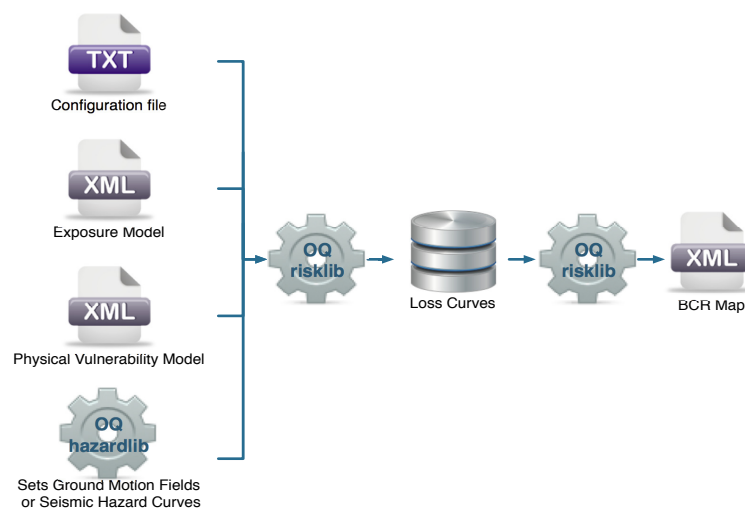 TXT
Configuration file
XML
Exposure Model
XML
Physical Vulnerability Model
OQ
hazardlib
Sets Ground Motion Fields
or Seismic Hazard Curves
OQ
risklib
Loss Curves
OQ
risklib
XML
BCR Map